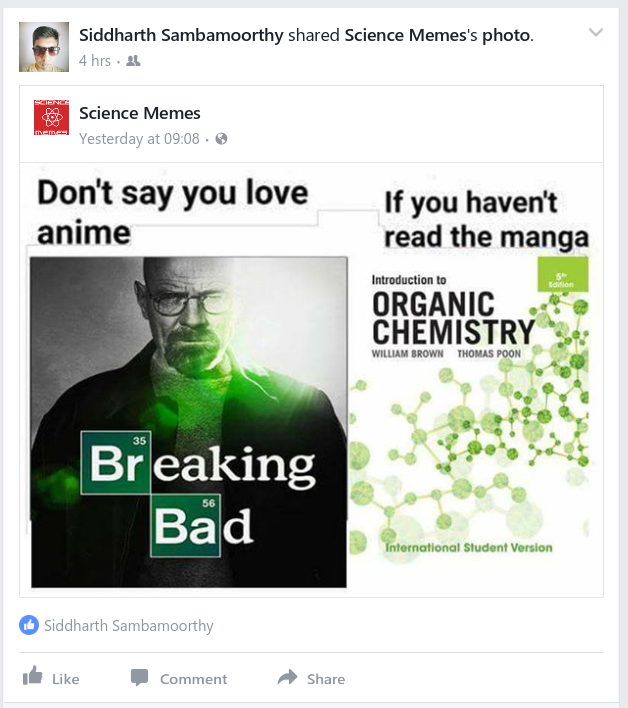 Siddharth Sambamoorthy shared Science Memes's photo.
4 hrs ·
SCIENCE
MEMES
Science Memes
Yesterday at 09:08 ·
Don't say you love
anime
If you haven't
read the manga
5th
Edition
Introduction to
ORGANIC
CHEMISTRY
WILLIAM BROWN THOMAS POON
35
Breaking
56
Bad
International Student Version
Siddharth Sambamoorthy
Like Comment Share